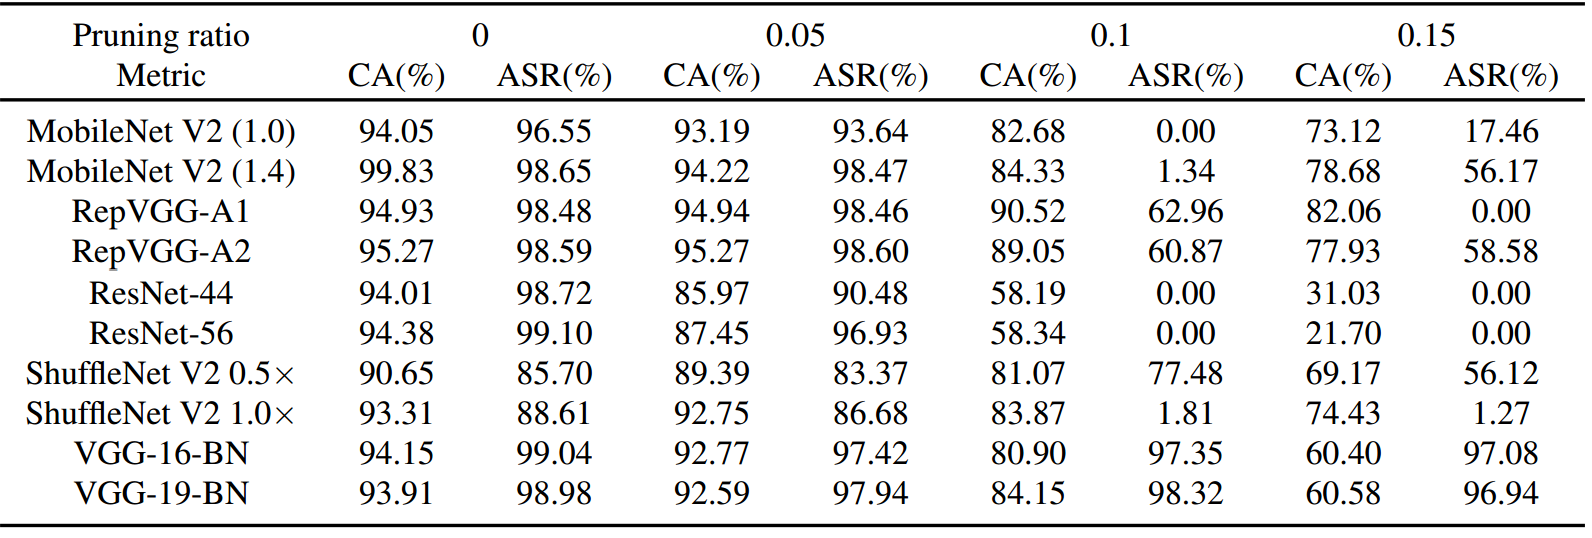 Pruning ratio 0 0.05 0.1 0.15
Metric CA(%) ASR(%) CA(%) ASR(%) CA(%) ASR(%) CA(%) ASR(%)
MobileNet V2 (1.0) 94.05 96.55 93.19 93.64 82.68 0.00 73.12 17.46
MobileNet V2 (1.4) 99.83 98.65 94.22 98.47 84.33 1.34 78.68 56.17
RepVGG-A1 94.93 98.48 94.94 98.46 90.52 62.96 82.06 0.00
RepVGG-A2 95.27 98.59 95.27 98.60 89.05 60.87 77.93 58.58
ResNet-44 94.01 98.72 85.97 90.48 58.19 0.00 31.03 0.00
ResNet-56 94.38 99.10 87.45 96.93 58.34 0.00 21.70 0.00
ShuffleNet V2 0.5× 90.65 85.70 89.39 83.37 81.07 77.48 69.17 56.12
ShuffleNet V2 1.0× 93.31 88.61 92.75 86.68 83.87 1.81 74.43 1.27
VGG-16-BN 94.15 99.04 92.77 97.42 80.90 97.35 60.40 97.08
VGG-19-BN 93.91 98.98 92.59 97.94 84.15 98.32 60.58 96.94